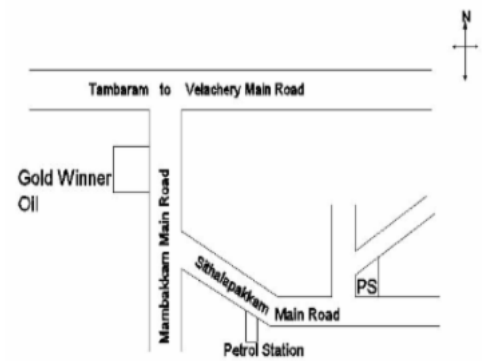 N
Tambaram to Velachery Main Road
Gold Winner
Oil
Mambakkam Main Road
Sithalapakkam
Main Road
PS
Petrol Station